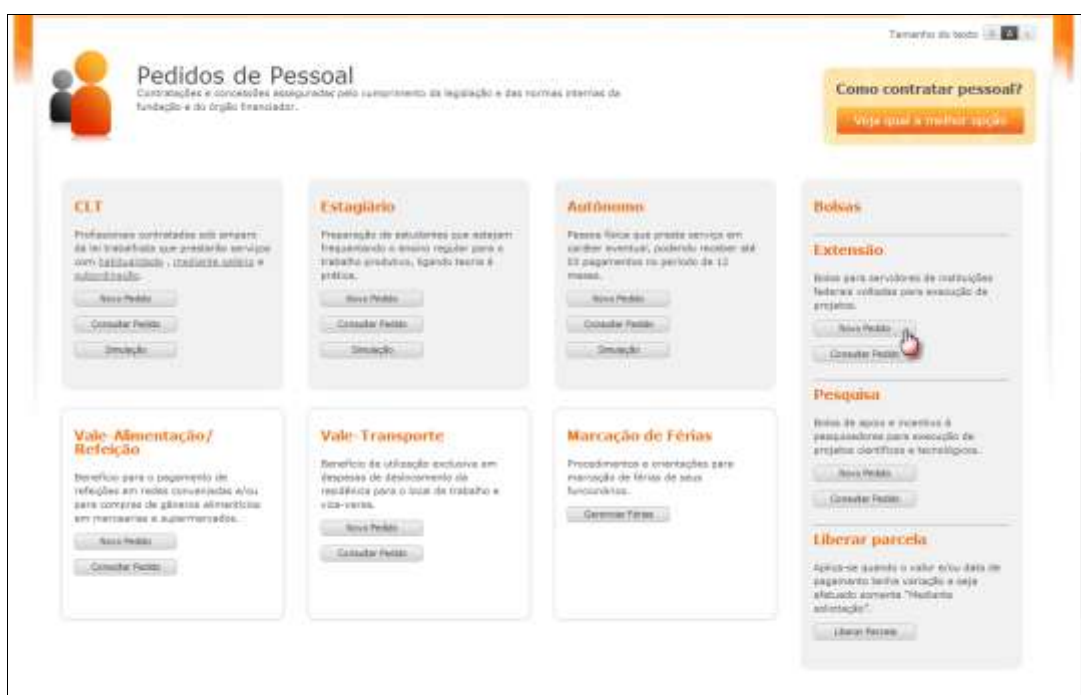 Tamanho do texto A
Pedidos de Pessoal
Contratações e concessões asseguradas pelo cumprimento da legislação e das normas internas da
fundação e do órgão financiador.
Como contratar pessoal?
Veja qual a melhor opção
CLT
Profissionais contratados sob amparo
da lei trabalhista que prestarão serviços
com habitualidade , mediante salário e
subordinação.
Novo Pedido
Consultar Pedido
Simulação
Estagiário
Preparação de estudantes que estejam
frequentando o ensino regular para o
trabalho produtivo, ligando teoria à
prática.
Novo Pedido
Consultar Pedido
Simulação
Autônomo
Pessoa física que presta serviço em
caráter eventual, podendo receber até
03 pagamentos no período de 12
meses.
Novo Pedido
Consultar Pedido
Simulação
Bolsas
Extensão
Bolsa para servidores de instituições
federais voltadas para execução de
projetos.
Novo Pedido
Consultar Pedido
Pesquisa
Bolsa de apoio e incentivo à
pesquisadores para execução de
projetos científicos e tecnológicos.
Novo Pedido
Consultar Pedido
Liberar parcela
Aplica-se quando o valor e/ou data de
pagamento tenha variação e seja
efetuado somente "Mediante
solicitação".
Liberar Parcela
Vale-Alimentação/
Refeição
Benefício para o pagamento de
refeições em redes conveniadas e/ou
para compras de gêneros alimentícios
em mercearias e supermercados.
Novo Pedido
Consultar Pedido
Vale-Transporte
Benefício de utilização exclusiva em
despesas de deslocamento da
residência para o local de trabalho e
vice-versa.
Novo Pedido
Consultar Pedido
Marcação de Férias
Procedimentos e orientações para
marcação de férias de seus
funcionários.
Gerenciar Férias